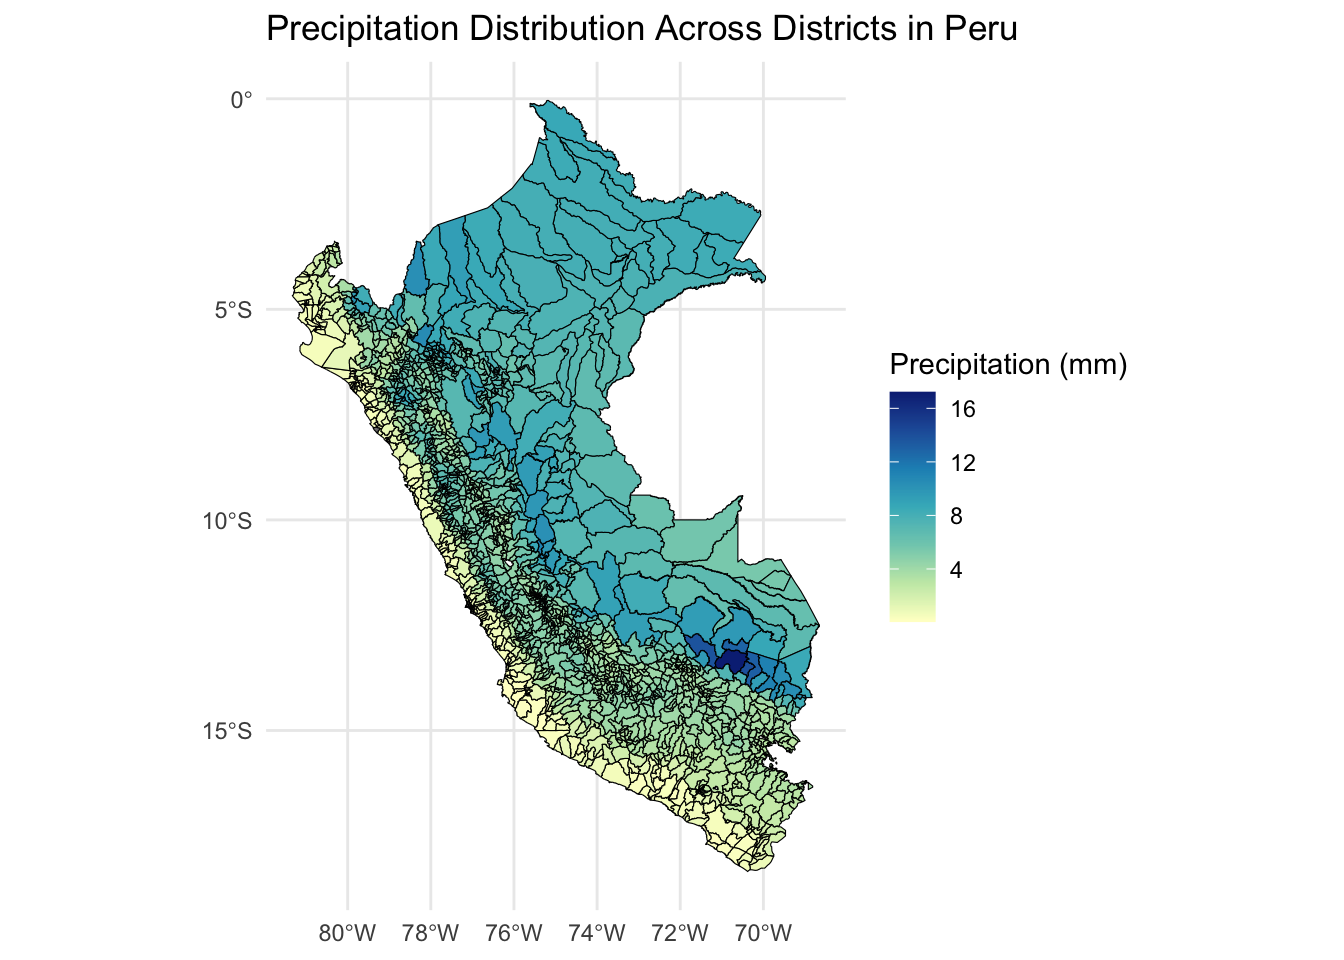 Precipitation Distribution Across Districts in Peru
0°
5°S
10°S
15°S
80°W 78°W 76°W 74°W 72°W 70°W
Precipitation (mm)
16
12
8
4